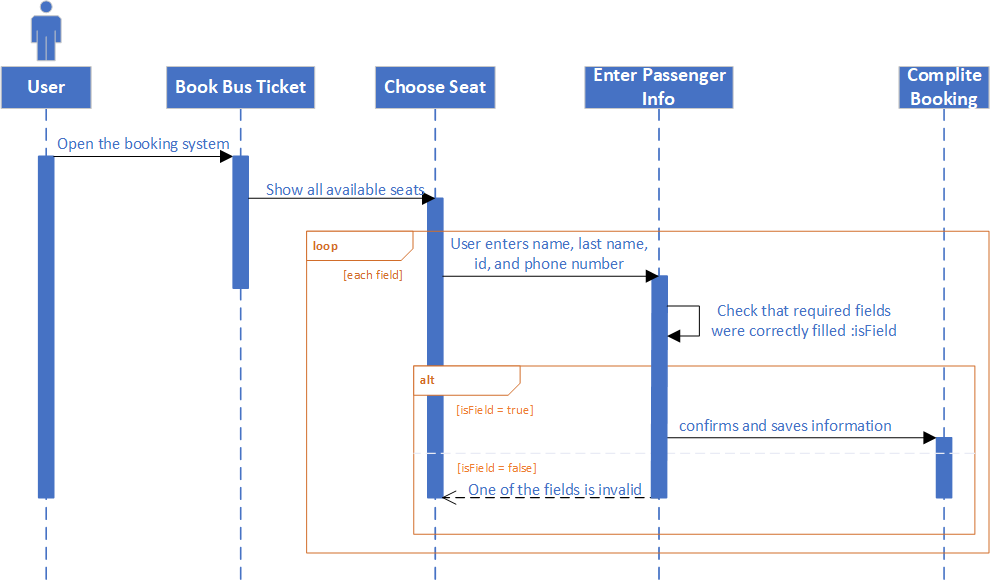 User
Book Bus Ticket
Choose Seat
Enter Passenger
Info
Complite
Booking
Open the booking system
Show all available seats
loop
[each field]
User enters name, last name,
id, and phone number
Check that required fields
were correctly filled :isField
alt
[isField = true]
confirms and saves information
[isField = false]
One of the fields is invalid